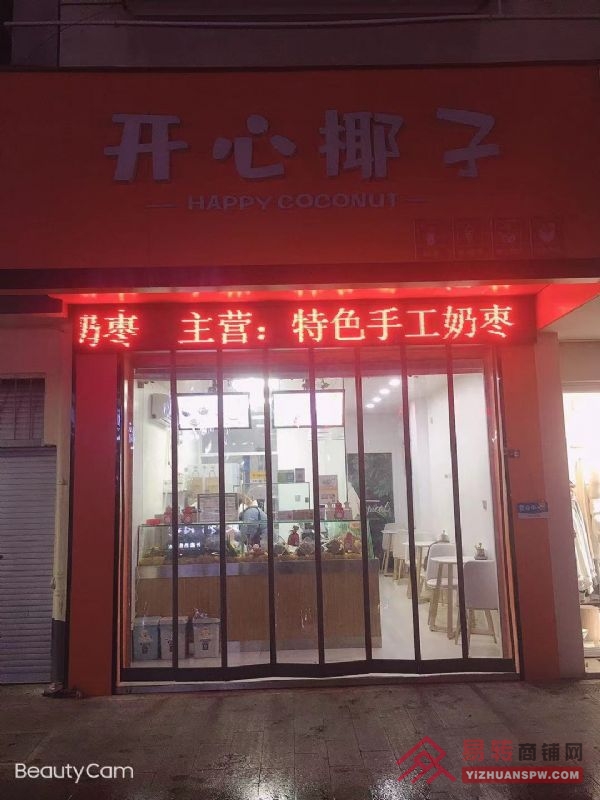 开心椰子
HAPPY COCONUT
奶枣 主营：特色手工奶枣
BeautyCam
易转商铺网
YIZHUANSPW.COM